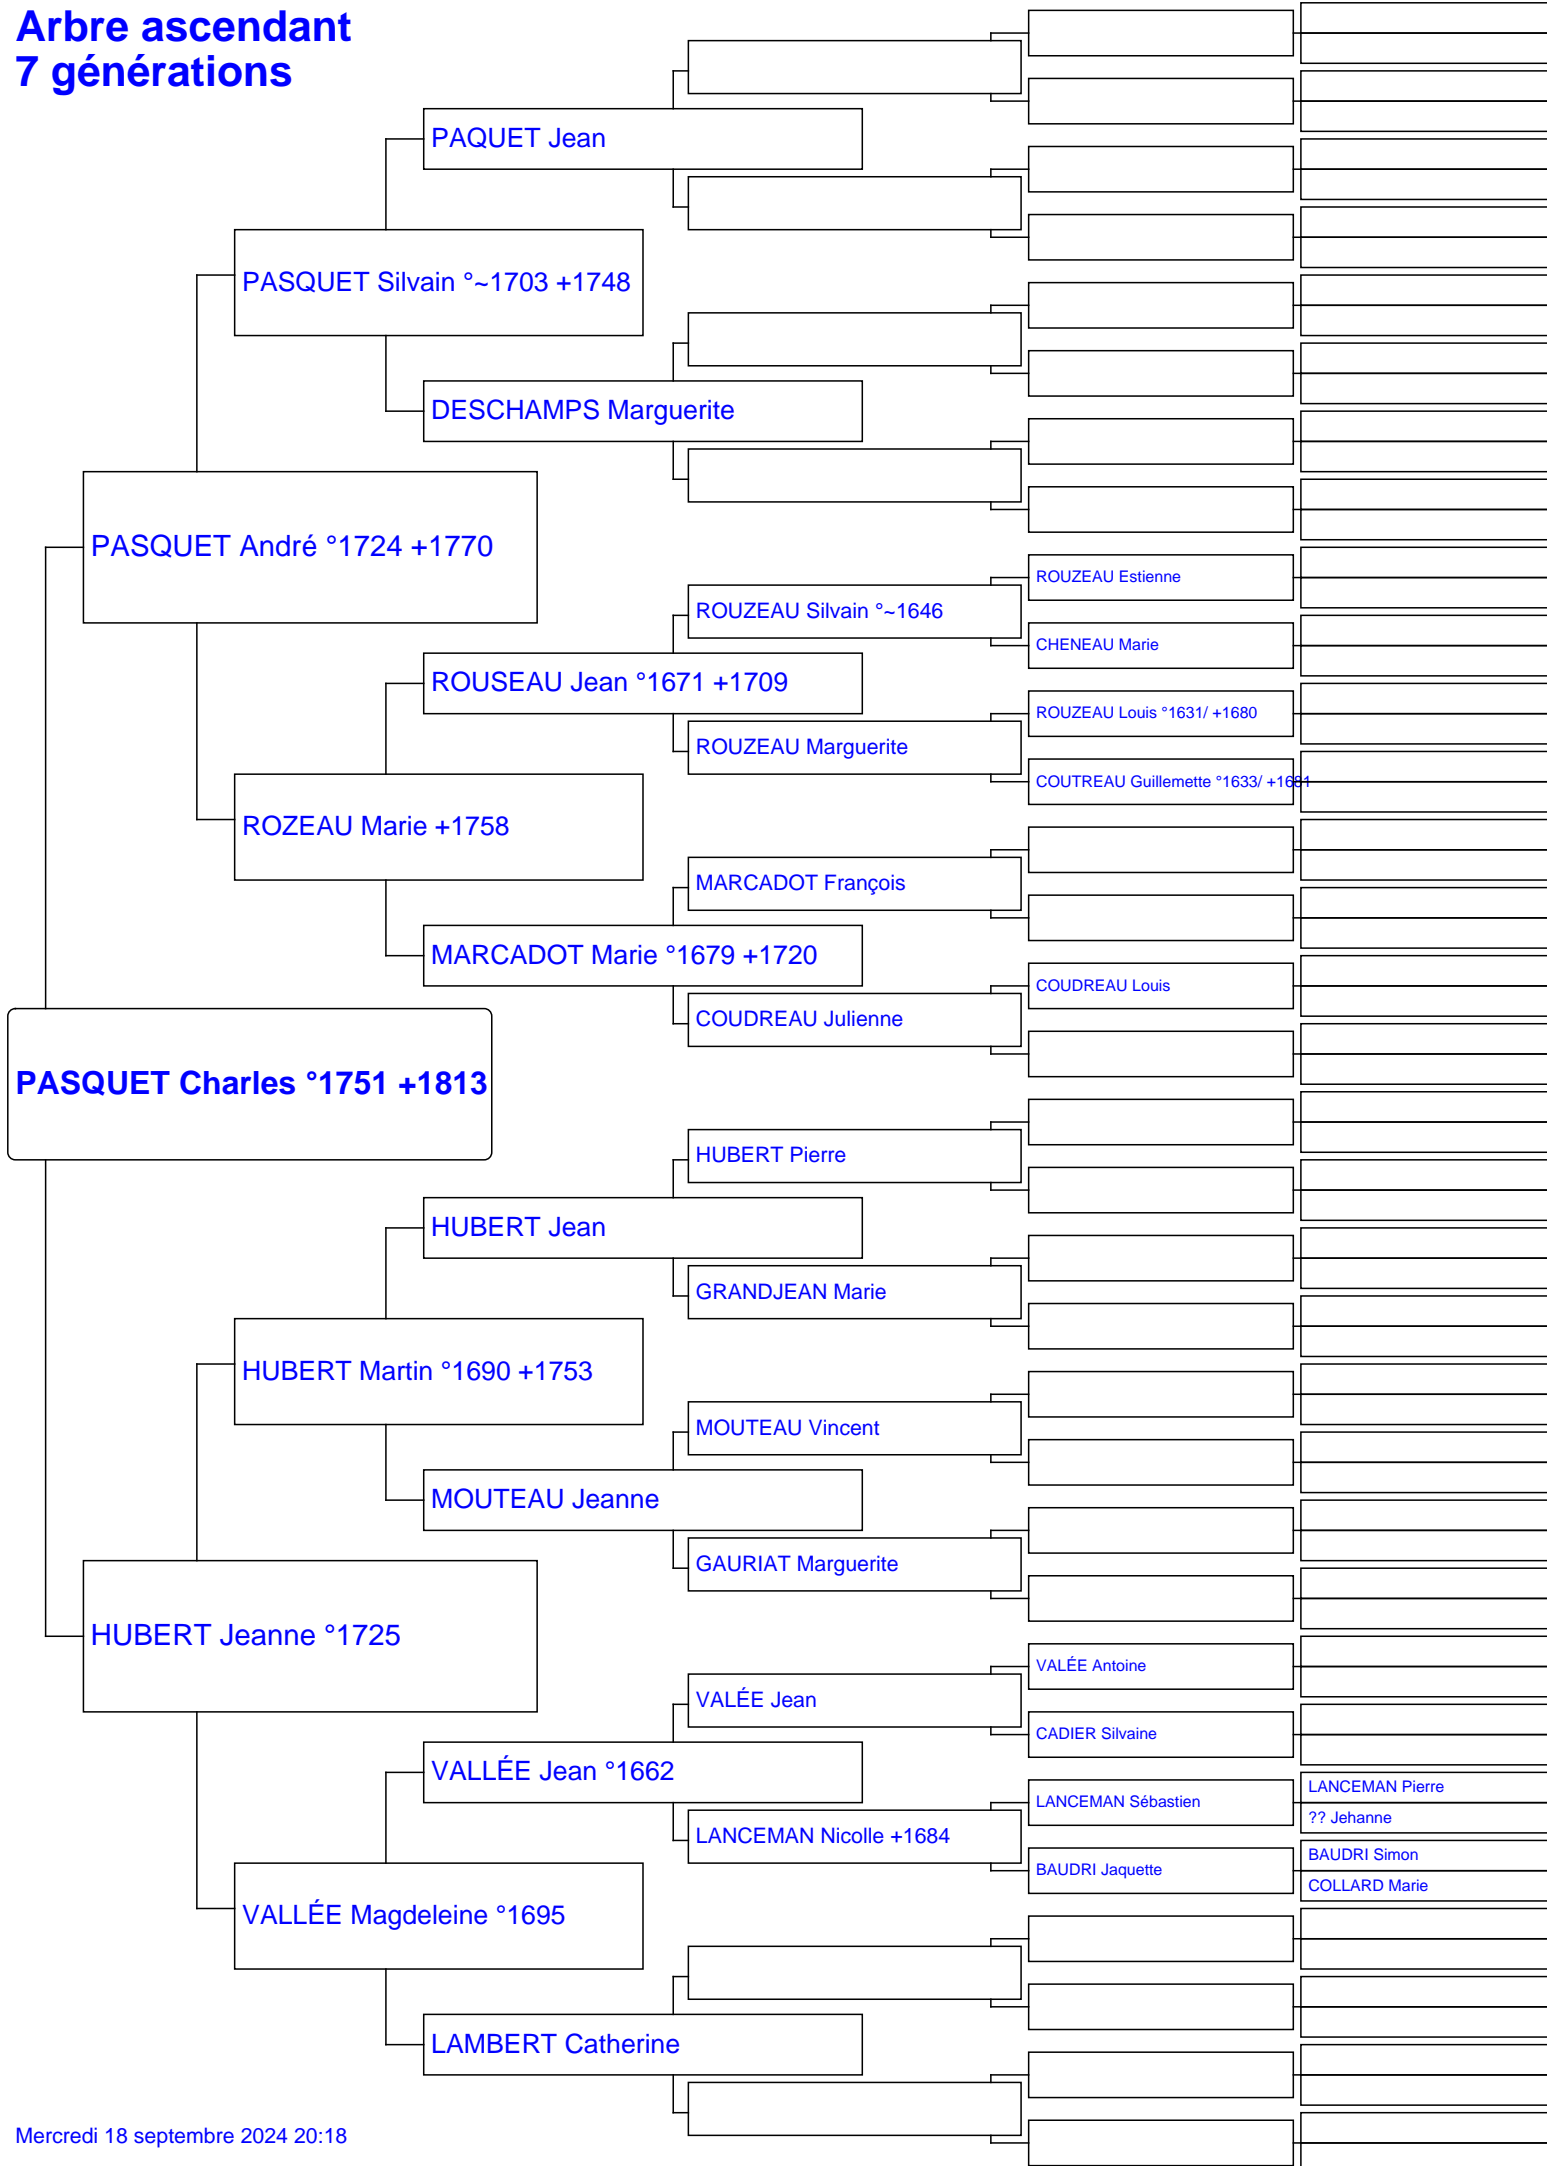 Arbre ascendant
7 générations
PAQUET Jean
PASQUET Silvain °~1703 +1748
DESCHAMPS Marguerite
PASQUET André °1724 +1770
ROUZEAU Estienne
ROUZEAU Silvain °~1646
CHENEAU Marie
ROUSEAU Jean °1671 +1709
ROUZEAU Louis °1631/ +1680
ROUZEAU Marguerite
COUTREAU Guillemette °1633/ +1681
ROZEAU Marie +1758
MARCADOT François
MARCADOT Marie °1679 +1720
COUDREAU Louis
COUDREAU Julienne
PASQUET Charles °1751 +1813
HUBERT Pierre
HUBERT Jean
GRANDJEAN Marie
HUBERT Martin °1690 +1753
MOUTEAU Vincent
MOUTEAU Jeanne
GAURIAT Marguerite
HUBERT Jeanne °1725
VALÉE Antoine
VALÉE Jean
CADIER Silvaine
VALLÉE Jean °1662
LANCEMAN Pierre
LANCEMAN Sébastien
?? Jehanne
LANCEMAN Nicolle +1684
BAUDRI Simon
BAUDRI Jaquette
COLLARD Marie
VALLÉE Magdeleine °1695
LAMBERT Catherine
Mercredi 18 septembre 2024 20:18